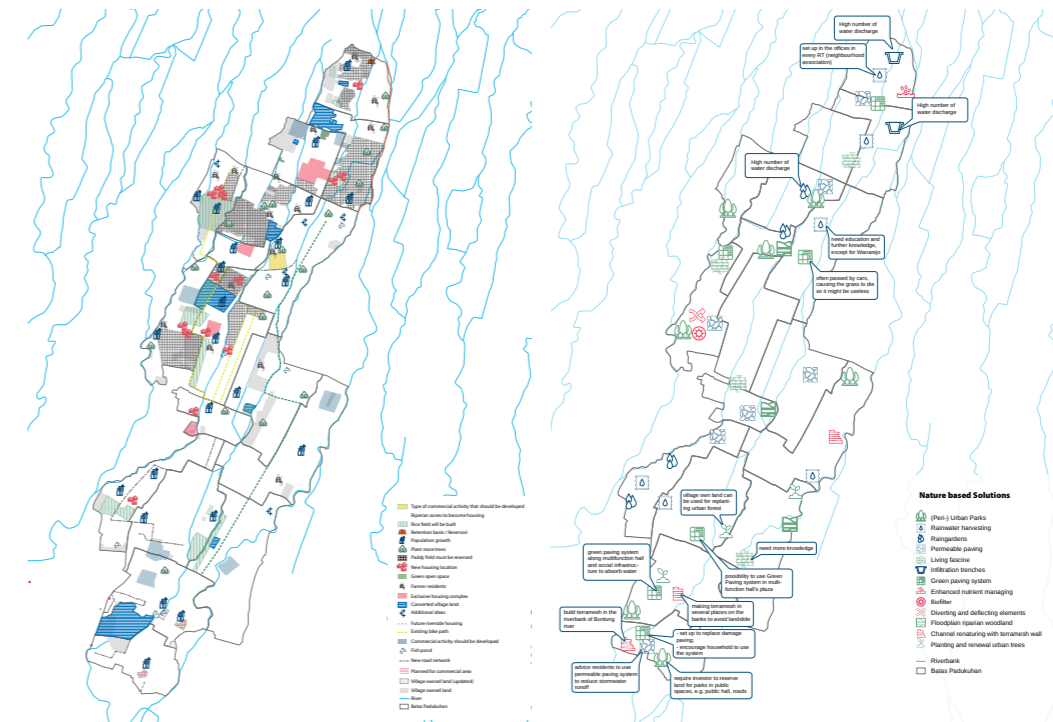 Type of commercial activity that should be developed
Riperian zones to become housing
Rice field will be built
Retention basin / Reservoir
Population growth
Plant more trees
Paddy field must be reserved
New housing location
Green open space
Farmer residents
Exclusive housing complex
Converted village land
Additional ideas
Future riverside housing
Existing bike path
Commercial activity should be developed
Fish pond
New road network
Planned for commercial area
Village owned land (updated)
Village owned land
River
Batas Padukuhan
High number of
water discharge
set up in the offices in
every RT (neighbourhood
association)
High number of
water discharge
High number of
water discharge
need education and
further knowledge,
except for Wanarejo
often passed by cars,
causing the grass to die
so it might be useless
village own land can
be used for replant-
ing urban forest
need more knowledge
green paving system
along multifunction hall
and social infrastruc-
ture to absorb water
possibility to use Green
Paving system in multi-
function hall's plaza
build terramesh in the
riverbank of Buntung
river
making terramesh in
several places on the
banks to avoid landslide
- set up to replace damage
paving;
- encourage household to use
the system
advice residents to use
permeable paving system
to reduce stormwater
runoff
require investor to reserve
land for parks in public
spaces, e.g. public hall, roads
Nature based Solutions
(Peri-) Urban Parks
Rainwater harvesting
Raingardens
Permeable paving
Living fascine
Infiltration trenches
Green paving system
Enhanced nutrient managing
Biofilter
Diverting and deflecting elements
Floodplain riparian woodland
Channel renaturing with terramesh wall
Planting and renewal urban trees
Riverbank
Batas Padukuhan